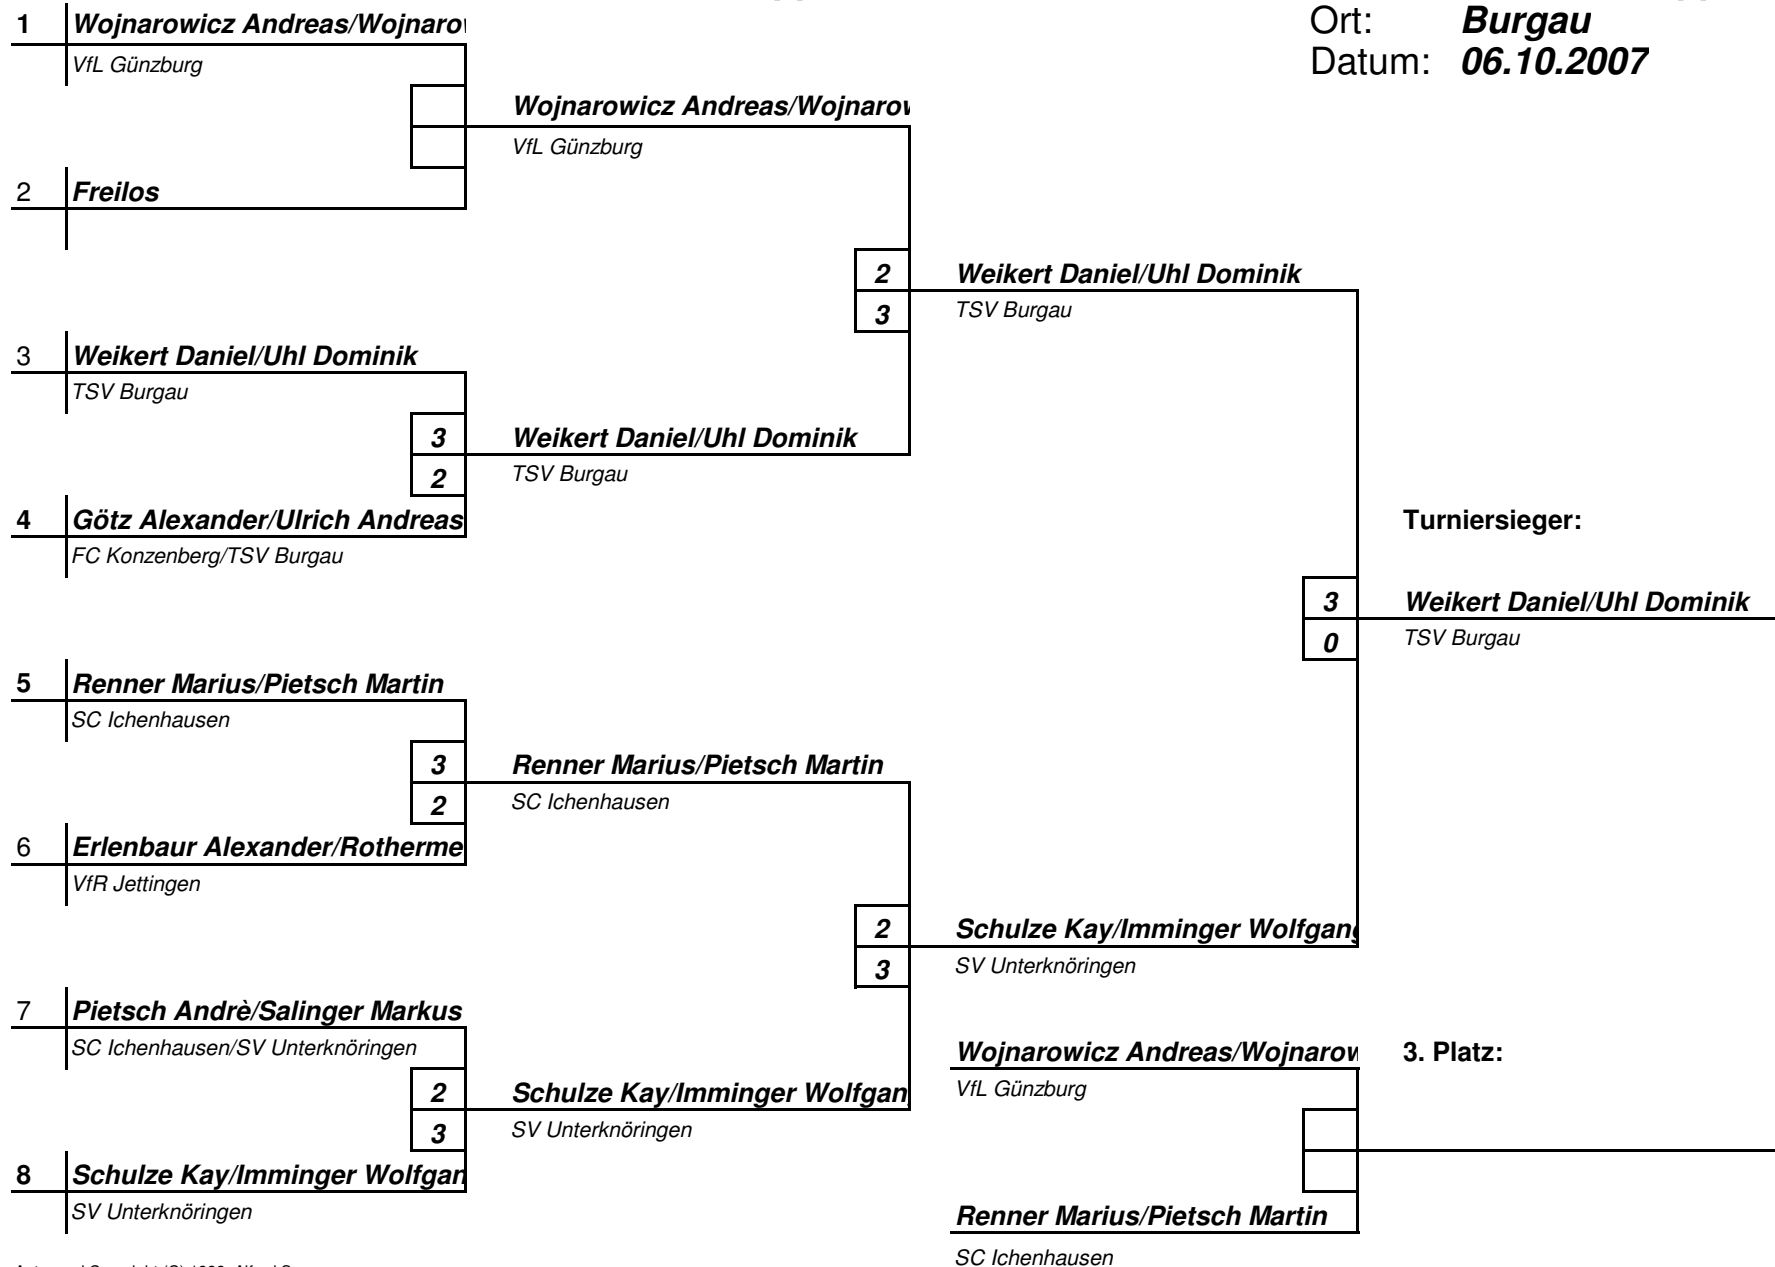 Ort: Burgau
Datum: 06.10.2007
1 Wojnarowicz Andreas/Wojnarow
VfL Günzburg
Wojnarowicz Andreas/Wojnarow
VfL Günzburg
2 Freilos
2 Weikert Daniel/Uhl Dominik
3 TSV Burgau
3 Weikert Daniel/Uhl Dominik
TSV Burgau
3 Weikert Daniel/Uhl Dominik
2 TSV Burgau
4 Götz Alexander/Ulrich Andreas
FC Konzenberg/TSV Burgau
Turniersieger:
3 Weikert Daniel/Uhl Dominik
0 TSV Burgau
5 Renner Marius/Pietsch Martin
SC Ichenhausen
3 Renner Marius/Pietsch Martin
2 SC Ichenhausen
6 Erlenbaur Alexander/Rotherme
VfR Jettingen
2 Schulze Kay/Imminger Wolfgang
3 SV Unterknöringen
7 Pietsch Andrè/Salinger Markus
SC Ichenhausen/SV Unterknöringen
2 Schulze Kay/Imminger Wolfgan
3 SV Unterknöringen
8 Schulze Kay/Imminger Wolfgan
SV Unterknöringen
Wojnarowicz Andreas/Wojnarow
VfL Günzburg
3. Platz:
Renner Marius/Pietsch Martin
SC Ichenhausen